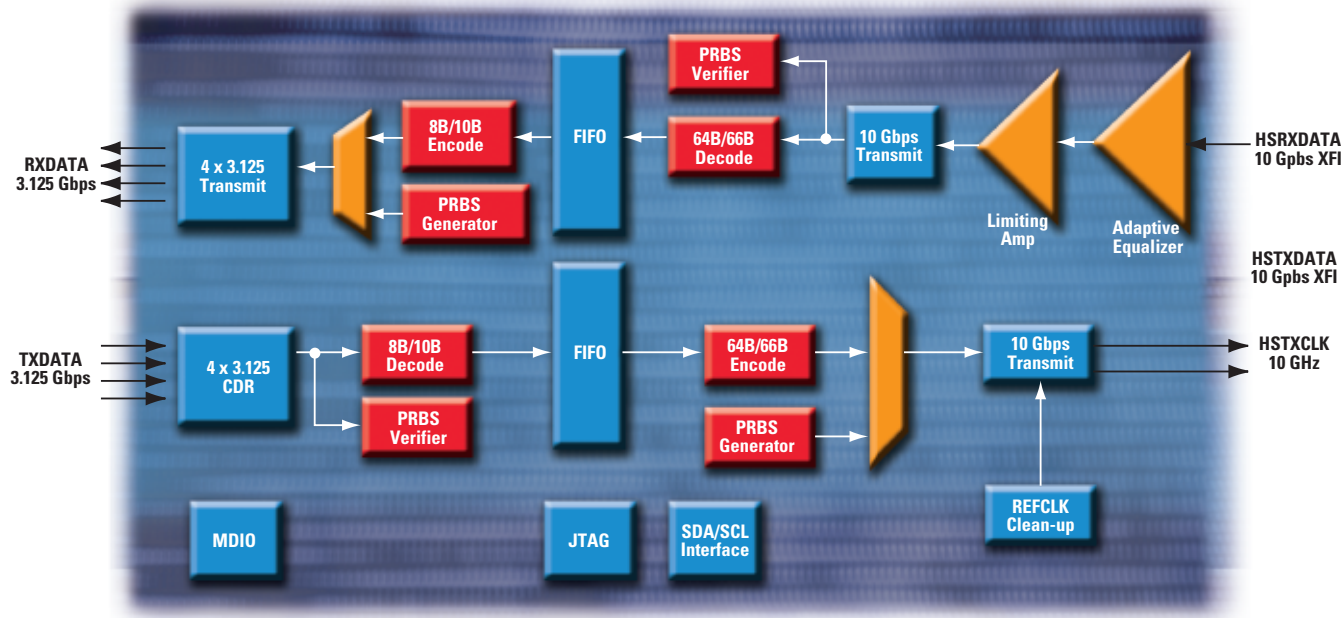 PRBS
Verifier
8B/10B
Encode
FIFO
64B/66B
Decode
10 Gbps
Transmit
4 x 3.125
Transmit
PRBS
Generator
RXDATA
3.125 Gbps
HSRXDATA
10 Gpbs XFI
Limiting
Amp
Adaptive
Equalizer
HSTXDATA
10 Gpbs XFI
TXDATA
3.125 Gbps
4 x 3.125
CDR
8B/10B
Decode
PRBS
Verifier
FIFO
64B/66B
Encode
PRBS
Generator
10 Gbps
Transmit
HSTXCLK
10 GHz
MDIO
JTAG
SDA/SCL
Interface
REFCLK
Clean-up